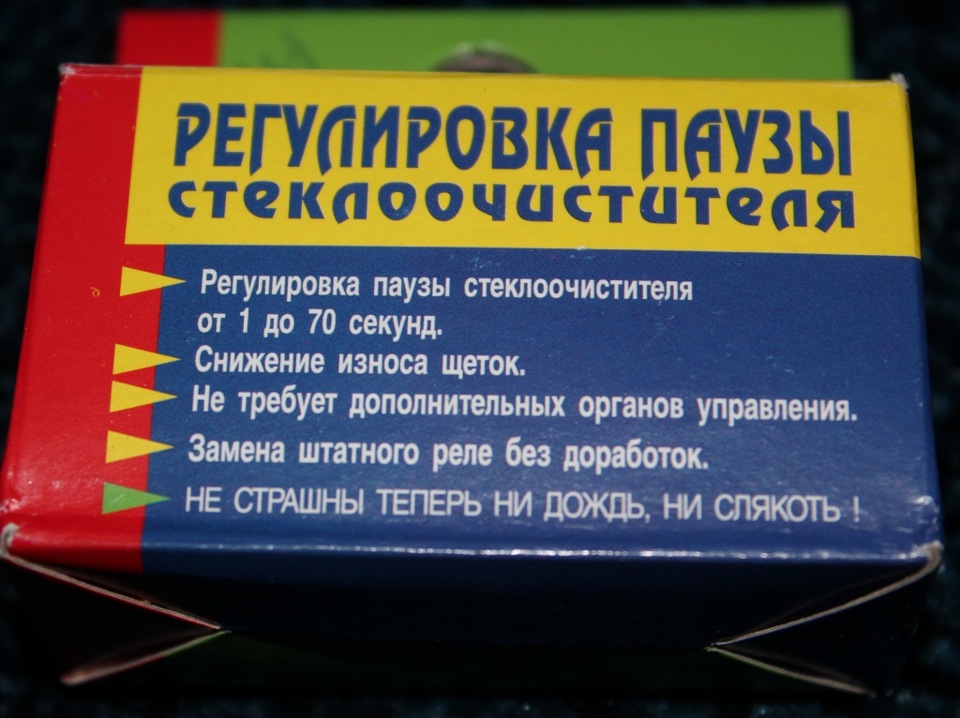 РЕГУЛИРОВКА ПАУЗЫ
СТЕКЛООЧИСТИТЕЛЯ
Регулировка паузы стеклоочистителя
от 1 до 70 секунд.
Снижение износа щеток.
Не требует дополнительных органов управления.
Замена штатного реле без доработок.
НЕ СТРАШНЫ ТЕПЕРЬ НИ ДОЖДЬ, НИ СЛЯКОТЬ !